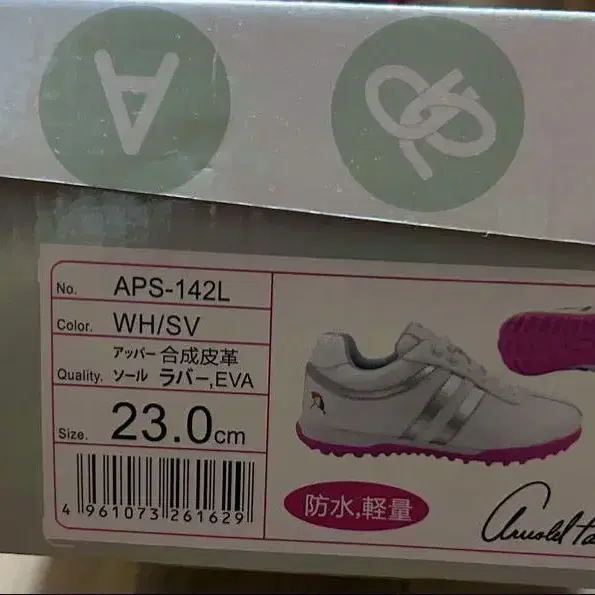 No. APS-142L
Color. WH/SV
アッパー 合成皮革
Quality. ソール ラバー,EVA
Size. 23.0cm
4 961073 261629
防水,軽量
Arnold